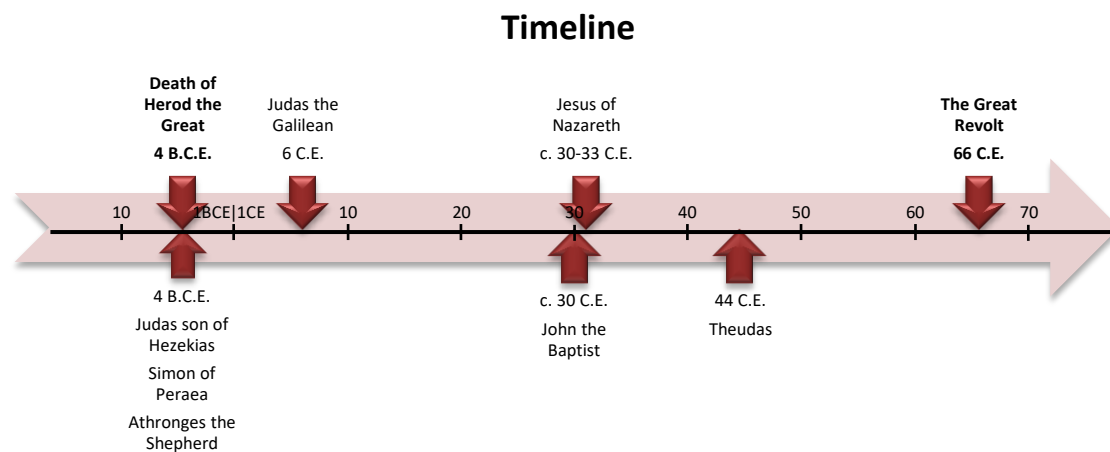 Timeline
Death of
Herod the
Great
4 B.C.E.
Judas the
Galilean
6 C.E.
Jesus of
Nazareth
c. 30-33 C.E.
The Great
Revolt
66 C.E.
10 1BCE|1CE 10 20 30 40 50 60 70
4 B.C.E.
Judas son of
Hezekias
Simon of
Peraea
Athronges the
Shepherd
c. 30 C.E.
John the
Baptist
44 C.E.
Theudas